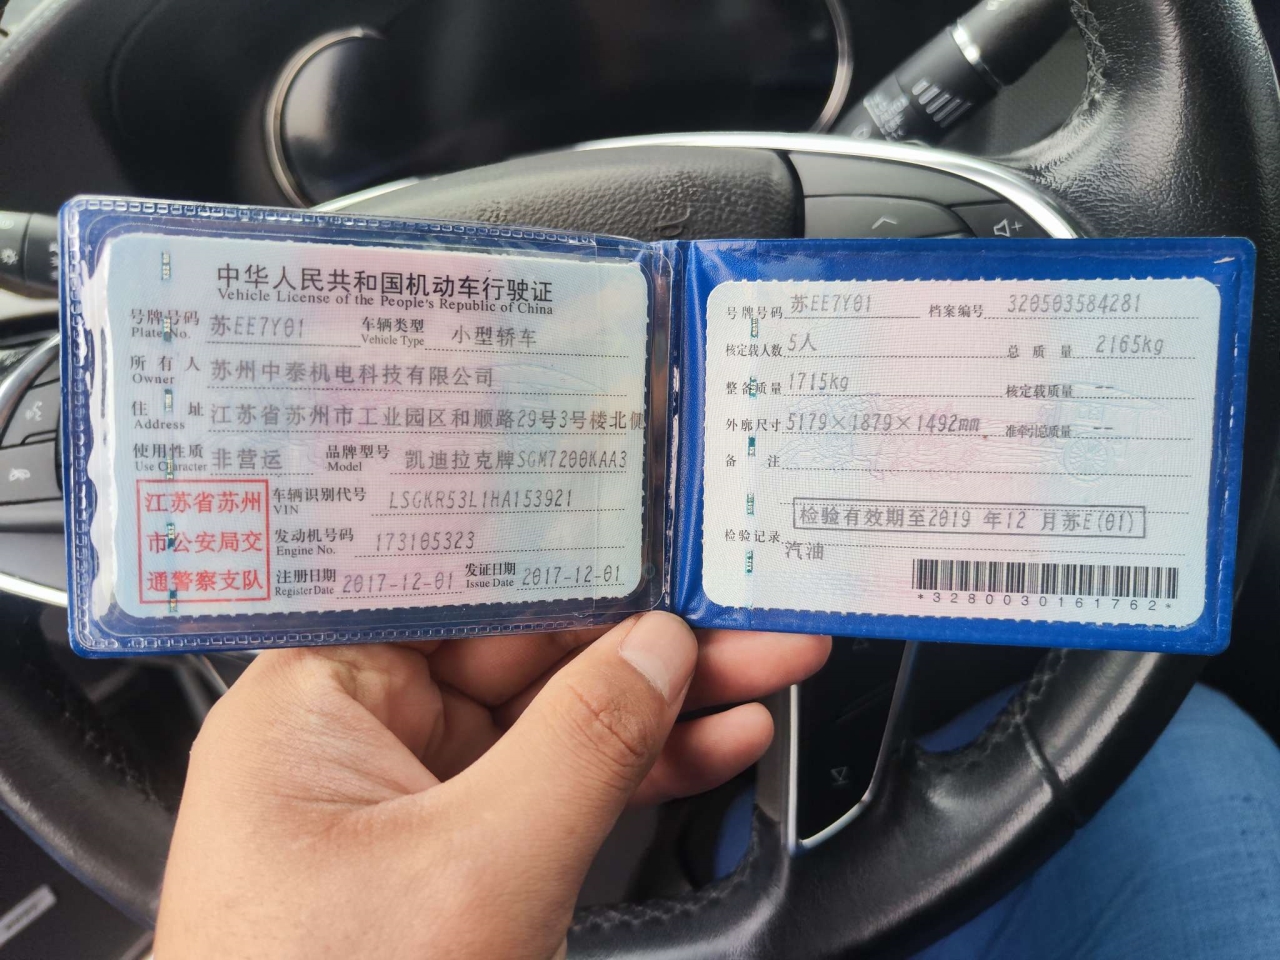 中华人民共和国机动车行驶证
Vehicle License of the People's Republic of China
号牌号码 苏EE7Y01 车辆类型 小型轿车
Plate No. Vehicle Type
所有人 苏州中泰机电科技有限公司
Owner
住址 江苏省苏州市工业园区和顺路29号3号楼北侧
Address
使用性质 非营运 品牌型号 凯迪拉克牌SGM7200KAA3
Use Character Model
江苏省苏州
市公安局交
通警察支队
车辆识别代号 LSGKR53L1HA153921
VIN
发动机号码 173105323
Engine No.
注册日期 2017-12-01 发证日期 2017-12-01
Register Date Issue Date
号牌号码 苏EE7Y01 档案编号 320503584281
核定载人数 5人 总质量 2165kg
整备质量 1715kg 核定载质量 --
外廓尺寸 5179×1879×1492mm 准牵引总质量 --
备注
检验有效期至2019年12月苏E(01)
检验记录
汽油
*3280030161762*